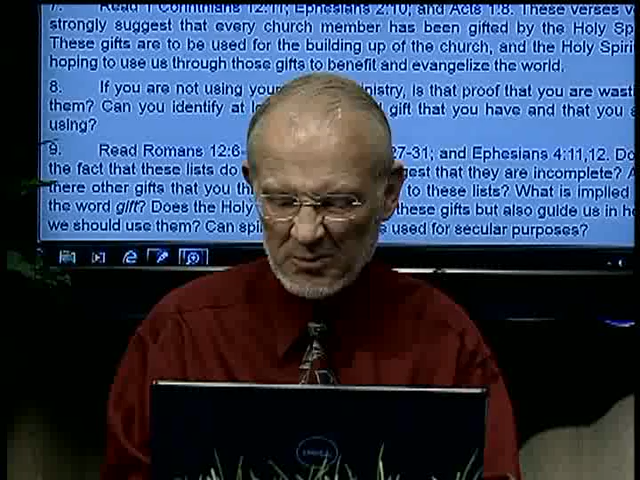 7. Read 1 Corinthians 12:11; Ephesians 2:10; and Acts 1:8. These verses
strongly suggest that every church member has been gifted by the Holy
These gifts are to be used for the building up of the church, and the Holy
hoping to use us through those gifts to benefit and evangelize the world.
8. If you are not using your ministry, is that proof that you are
them? Can you identify at gift that you have and that you
using?
9. Read Romans 12:6- 27-31; and Ephesians 4:11,12.
the fact that these lists do that they are incomplete?
there other gifts that you to these lists? What is implied
the word gift? Does the Holy these gifts but also guide us in
we should use them? Can used for secular purposes?
DELL